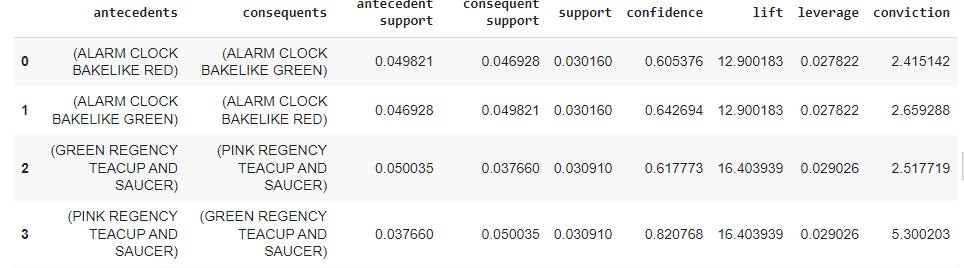 antecedents consequents antecedent support consequent support support confidence lift leverage conviction
0 (ALARM CLOCK BAKELIKE RED) (ALARM CLOCK BAKELIKE GREEN) 0.049821 0.046928 0.030160 0.605376 12.900183 0.027822 2.415142
1 (ALARM CLOCK BAKELIKE GREEN) (ALARM CLOCK BAKELIKE RED) 0.046928 0.049821 0.030160 0.642694 12.900183 0.027822 2.659288
2 (GREEN REGENCY TEACUP AND SAUCER) (PINK REGENCY TEACUP AND SAUCER) 0.050035 0.037660 0.030910 0.617773 16.403939 0.029026 2.517719
3 (PINK REGENCY TEACUP AND SAUCER) (GREEN REGENCY TEACUP AND SAUCER) 0.037660 0.050035 0.030910 0.820768 16.403939 0.029026 5.300203